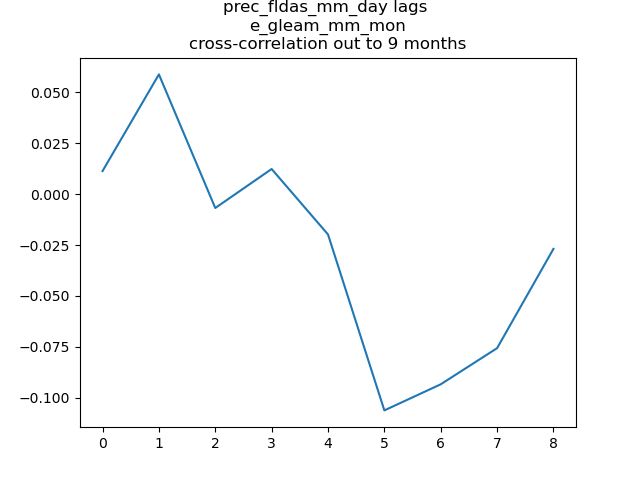 prec_fldas_mm_day lags
e_gleam_mm_mon
cross-correlation out to 9 months
0.050
0.025
0.000
−0.025
−0.050
−0.075
−0.100
0 1 2 3 4 5 6 7 8